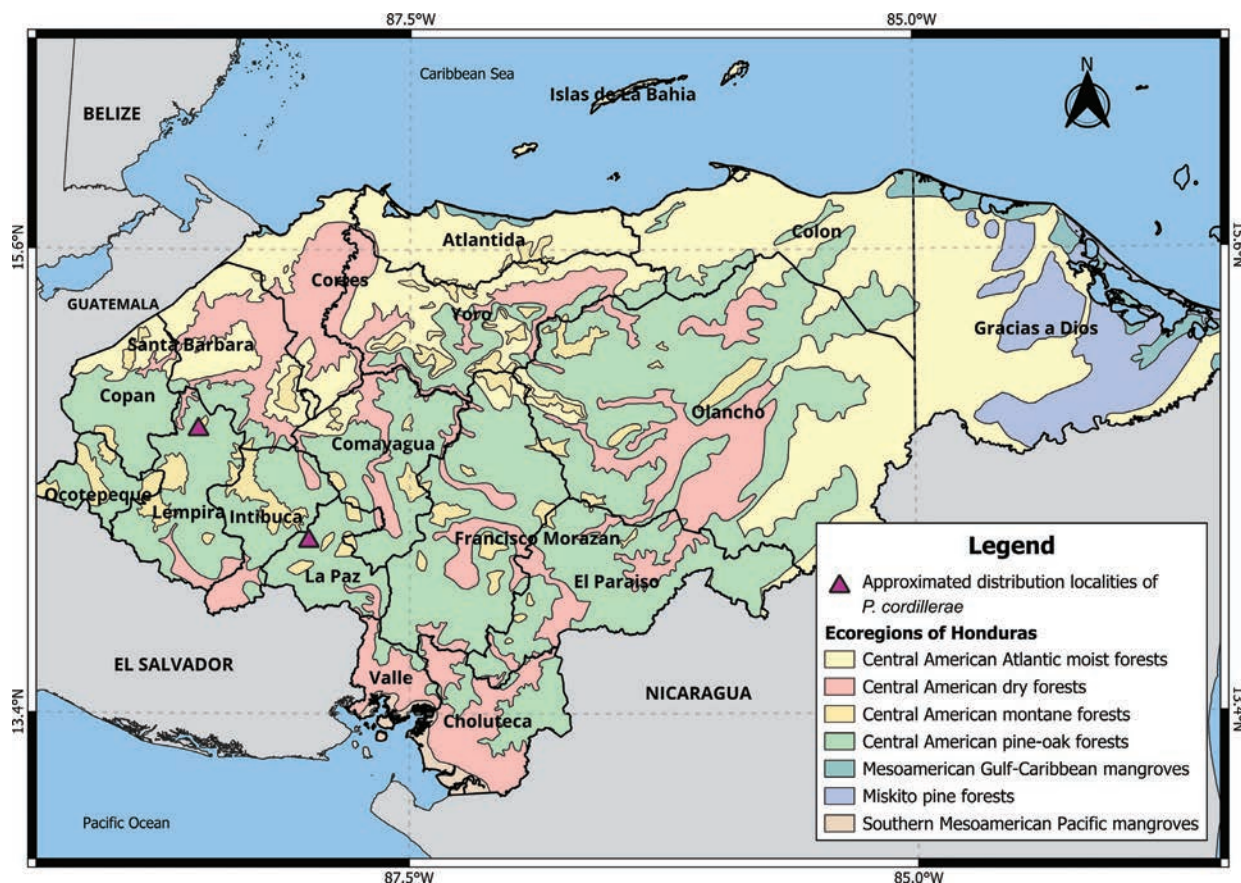 87.5°W
85.0°W
Caribbean Sea
N
Islas de La Bahia
BELIZE
15.6°N
15.6°N
Atlantida
Colon
Cortes
GUATEMALA
Yoro
Gracias a Dios
Santa Barbara
Copan
Olancho
Comayagua
Ocotepeque
Lempira
Intibuca
Francisco Morazan
La Paz
El Paraiso
EL SALVADOR
Valle
NICARAGUA
Choluteca
13.4°N
13.4°N
Pacific Ocean
Legend
Approximated distribution localities of
P. cordillerae
Ecoregions of Honduras
Central American Atlantic moist forests
Central American dry forests
Central American montane forests
Central American pine-oak forests
Mesoamerican Gulf-Caribbean mangroves
Miskito pine forests
Southern Mesoamerican Pacific mangroves
87.5°W
85.0°W